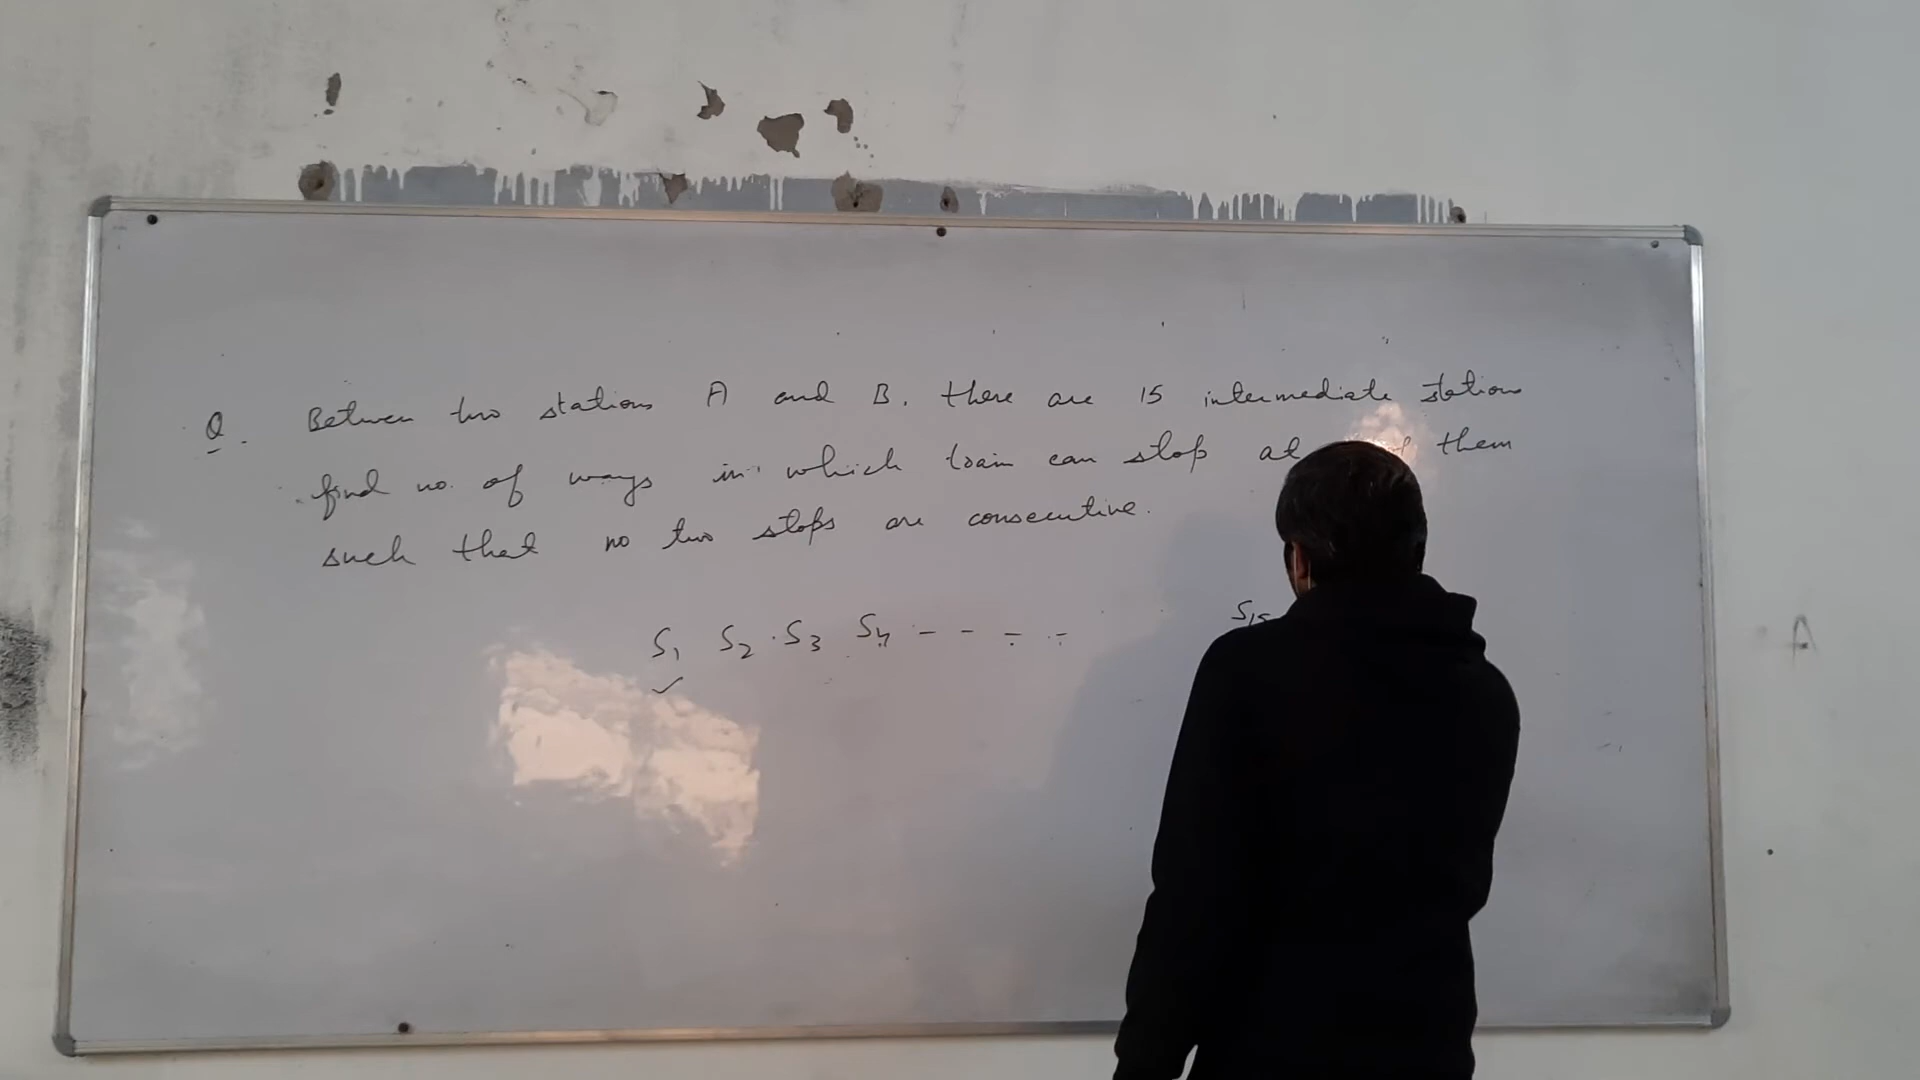 Q. Between two stations A and B. there are 15 intermediate stations
find no. of ways in which train can stop at them
such that no two stops are consecutive.
S1 S2 . S3 S4 - - - - S15
A